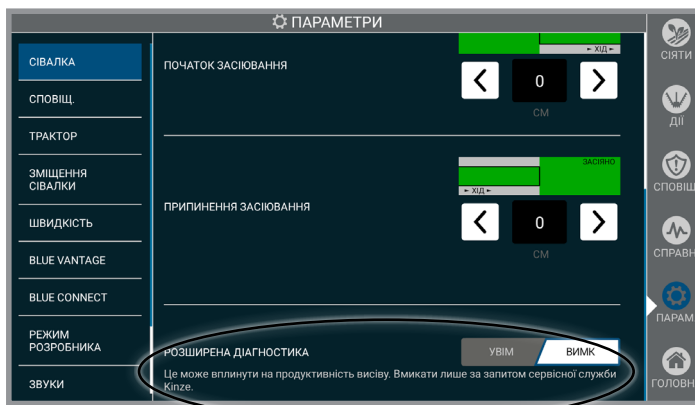 ПАРАМЕТРИ
СІВАЛКА
СПОВІЩ.
ТРАКТОР
ЗМІЩЕННЯ
СІВАЛКИ
ШВИДКІСТЬ
BLUE VANTAGE
BLUE CONNECT
РЕЖИМ
РОЗРОБНИКА
ЗВУКИ
ХІД
ПОЧАТОК ЗАСІЮВАННЯ
0
СМ
ЗАСІЯНО
ХІД
ПРИПИНЕННЯ ЗАСІЮВАННЯ
0
СМ
РОЗШИРЕНА ДІАГНОСТИКА
УВІМ
ВИМК
Це може вплинути на продуктивність висіву. Вмикати лише за запитом сервісної служби
Kinze.
СІЯТИ
ДІЇ
СПОВІЩ
СПРАВН
ПАРАМ.
ГОЛОВН